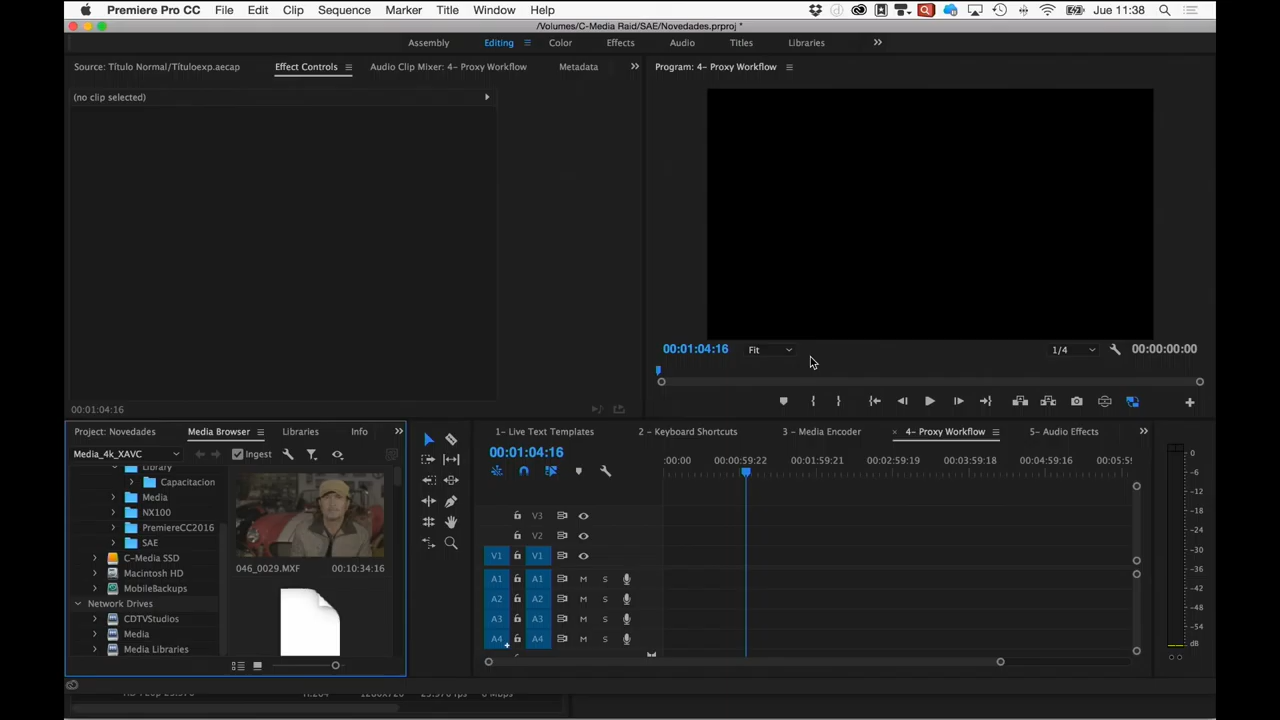 Premiere Pro CC File Edit Clip Sequence Marker Title Window Help Jue 11:38
/Volumes/C-Media Raid/SAE/Novedades.prproj *
Assembly Editing Color Effects Audio Titles Libraries
Source: Título Normal/Títuloexp.aecap Effect Controls Audio Clip Mixer: 4- Proxy Workflow Metadata
(no clip selected)
00:01:04:16
Program: 4- Proxy Workflow
00:01:04:16 Fit 1/4 00:00:00:00
Project: Novedades Media Browser Libraries Info
Media_4k_XAVC Ingest
Library
Capacitacion
Media
NX100
PremiereCC2016
SAE
C-Media SSD
Macintosh HD
MobileBackups
Network Drives
CDTVStudios
Media
Media Libraries
046_0029.MXF 00:10:34:16
1- Live Text Templates 2 - Keyboard Shortcuts 3 - Media Encoder × 4- Proxy Workflow 5- Audio Effects
00:01:04:16
:00:00 00:00:59:22 00:01:59:21 00:02:59:19 00:03:59:18 00:04:59:16 00:05:59
V3
V2
V1 V1
A1 A1 M S
A2 A2 M S
A3 A3 M S
A4 A4 M S
0
-6
-12
-18
-24
-30
-36
-42
-48
-54
dB